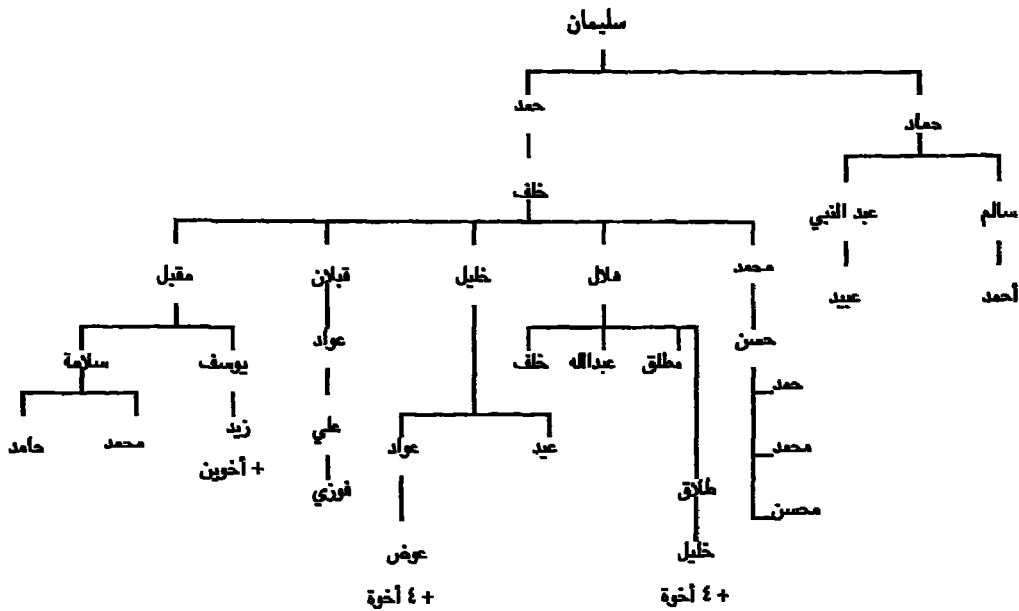 سليمان
حمد
حماد
خلف
سالم
عبد النبي
محمد
هلال
خليل
قبلان
مقبل
أحمد
عبيد
حسن
مطلق
عبدالله
خلف
عواد
يوسف
سلامة
حمد
عيد
عواد
علي
زيد
محمد
حامد
محمد
+ أخوين
طلاق
فوزي
محسن
خليل
عوض
+ ٤ أخوة
+ ٤ أخوة